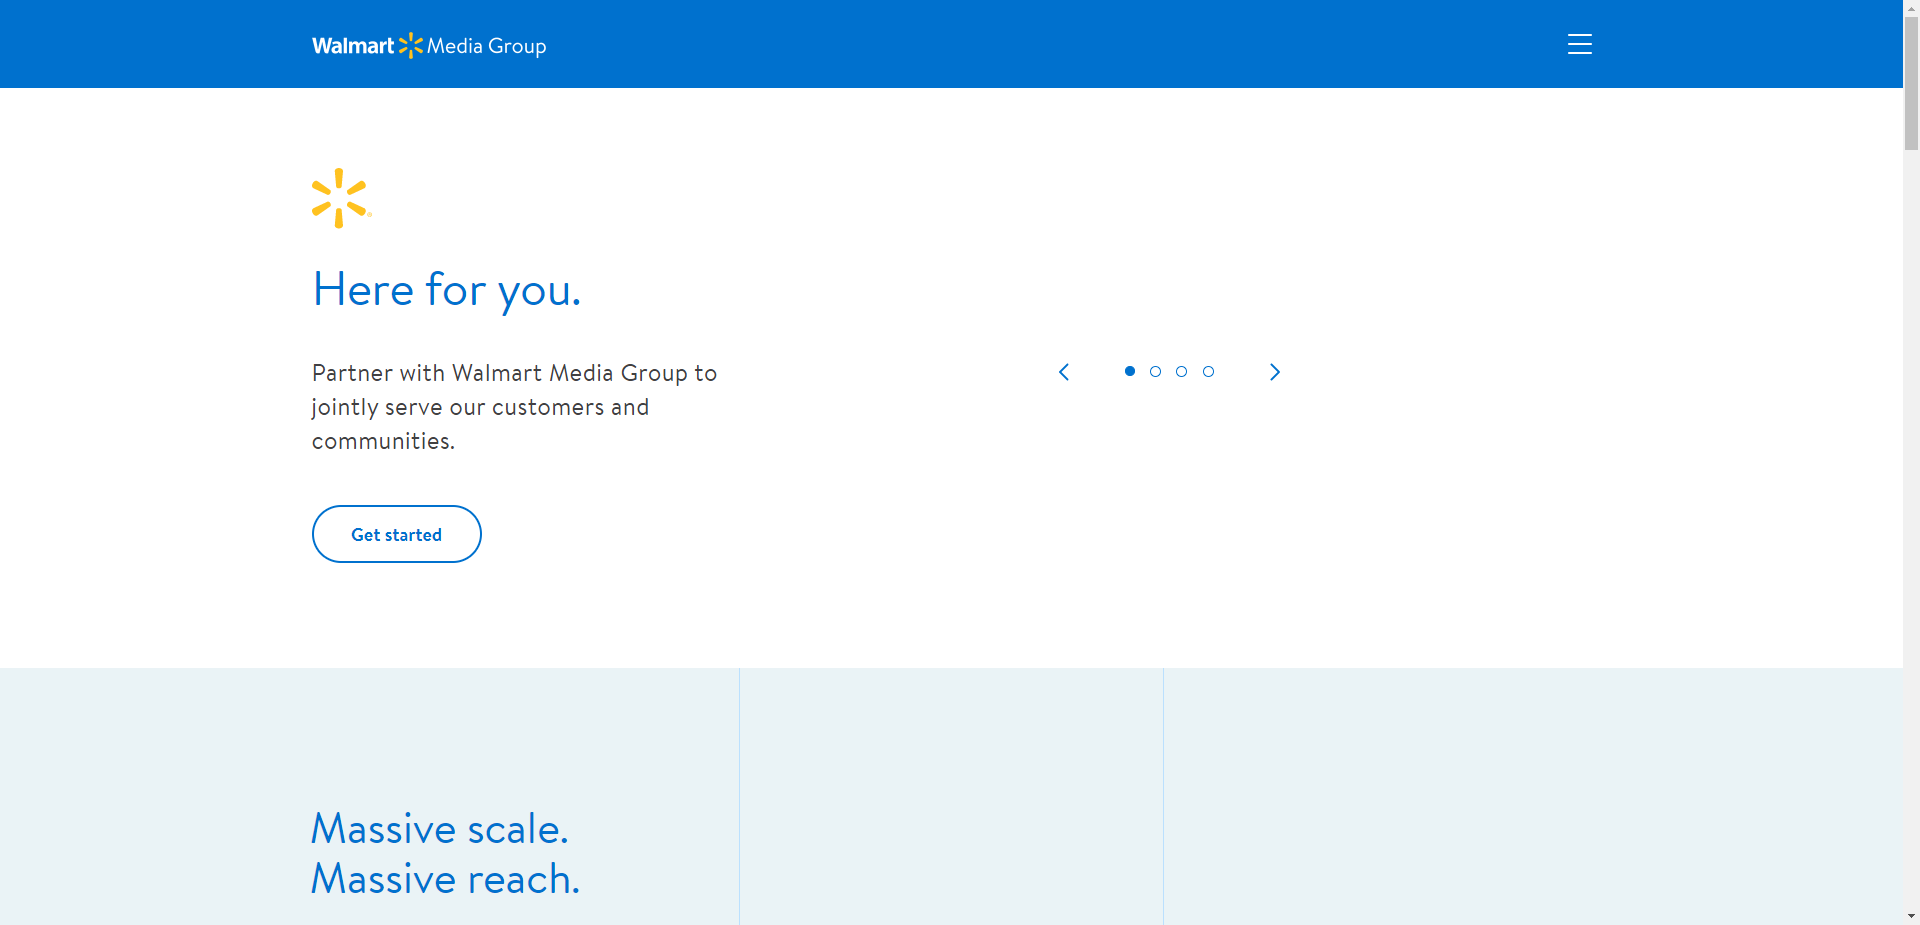 Walmart Media Group
Here for you.
Partner with Walmart Media Group to
jointly serve our customers and
communities.
Get started
Massive scale.
Massive reach.